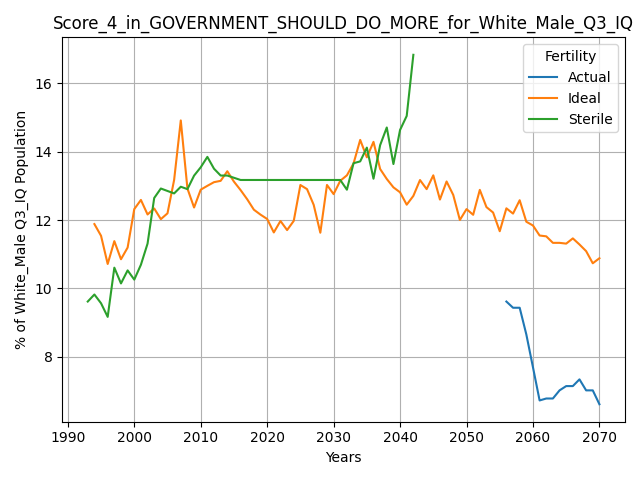 Score_4_in_GOVERNMENT_SHOULD_DO_MORE_for_White_Male_Q3_IQ
% of White_Male Q3_IQ Population
16
14
12
10
8
Fertility
Actual
Ideal
Sterile
1990 2000 2010 2020 2030 2040 2050 2060 2070
Years